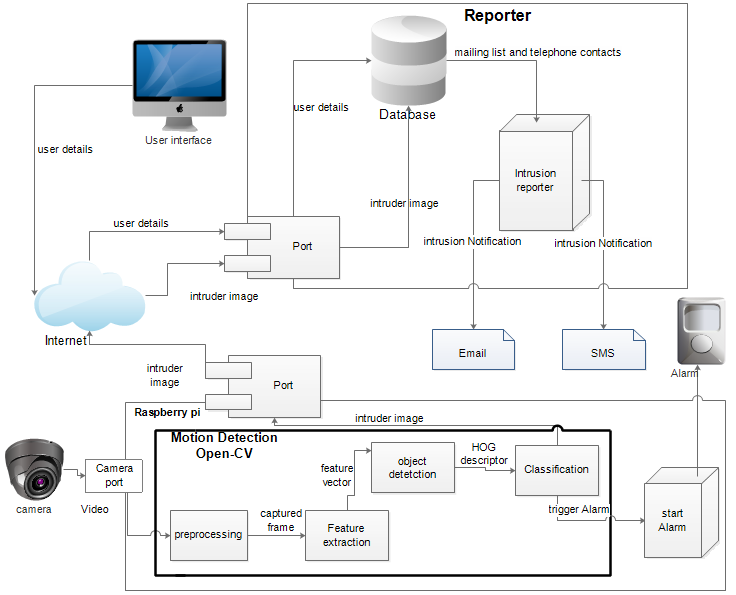 Reporter
mailing list and telephone contacts
user details
Database
User interface
user details
Intrusion
reporter
intruder image
user details
Port
intrusion Notification
intrusion Notification
intruder image
Internet
Email
SMS
Alarm
intruder
image
Port
Raspberry pi
intruder image
Motion Detection
Open-CV
HOG
descriptor
object
detetction
feature
vector
Classification
Camera
port
camera
Video
captured
frame
trigger Alarm
preprocessing
Feature
extraction
start
Alarm